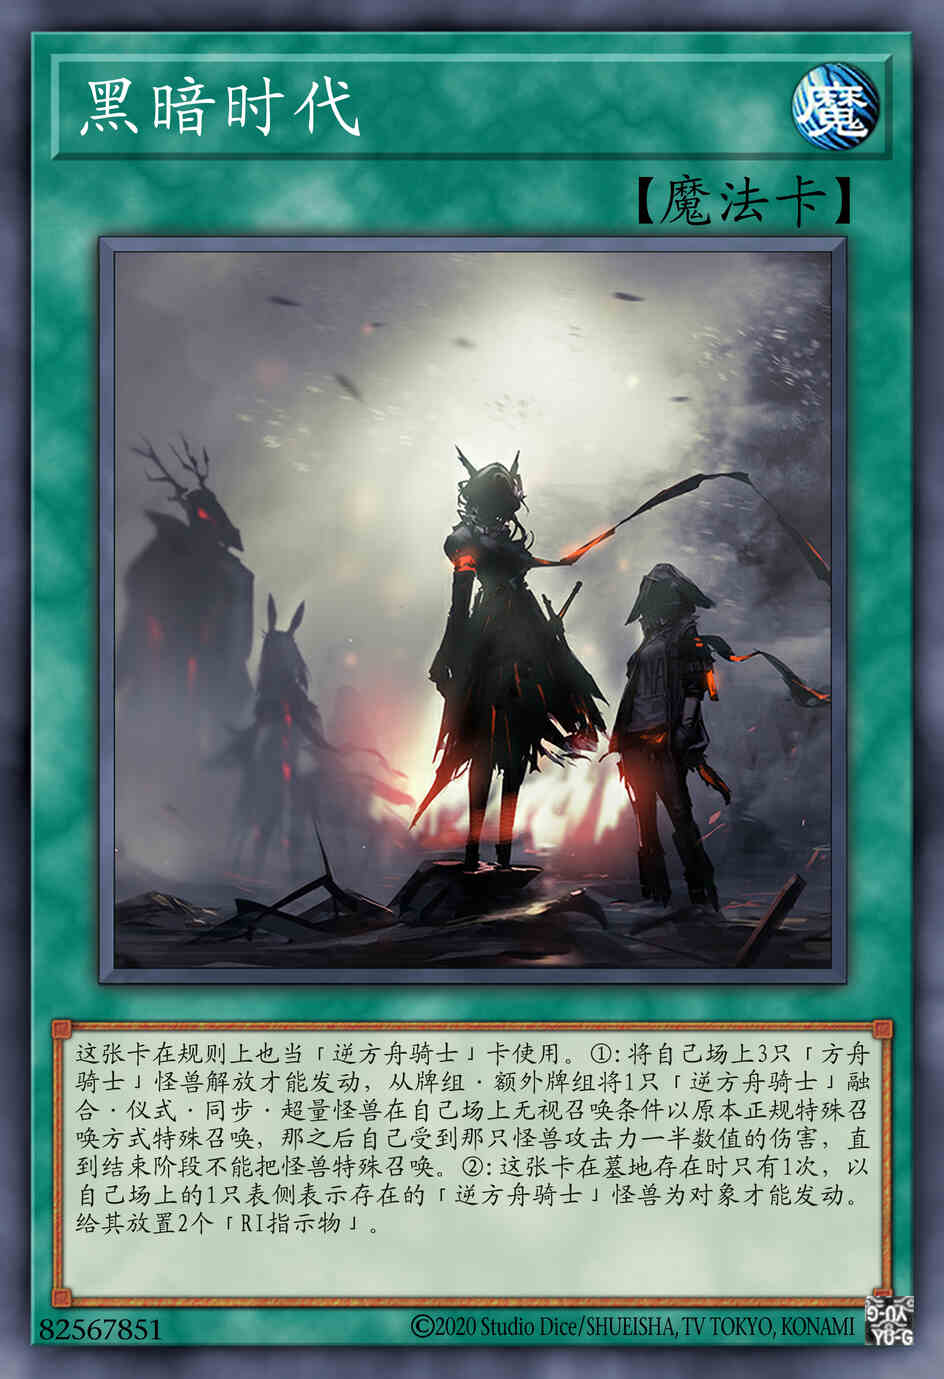 黑暗时代
魔
【魔法卡】
这张卡在规则上也当「逆方舟骑士」卡使用。①:将自己场上3只「方舟
骑士」怪兽解放才能发动，从牌组·额外牌组将1只「逆方舟骑士」融
合·仪式·同步·超量怪兽在自己场上无视召唤条件以原本正规特殊召
唤方式特殊召唤，那之后自己受到那只怪兽攻击力一半数值的伤害，直
到结束阶段不能把怪兽特殊召唤。②:这张卡在墓地存在时只有1次，以
自己场上的1只表侧表示存在的「逆方舟骑士」怪兽为对象才能发动。
给其放置2个「RI指示物」。
82567851
©2020 Studio Dice/SHUEISHA, TV TOKYO, KONAMI